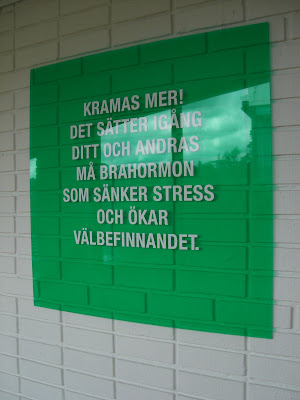 KRAMAS MER!
DET SÄTTER IGÅNG
DITT OCH ANDRAS
MÅ BRAHORMON
SOM SÄNKER STRESS
OCH ÖKAR
VÄLBEFINNANDET.